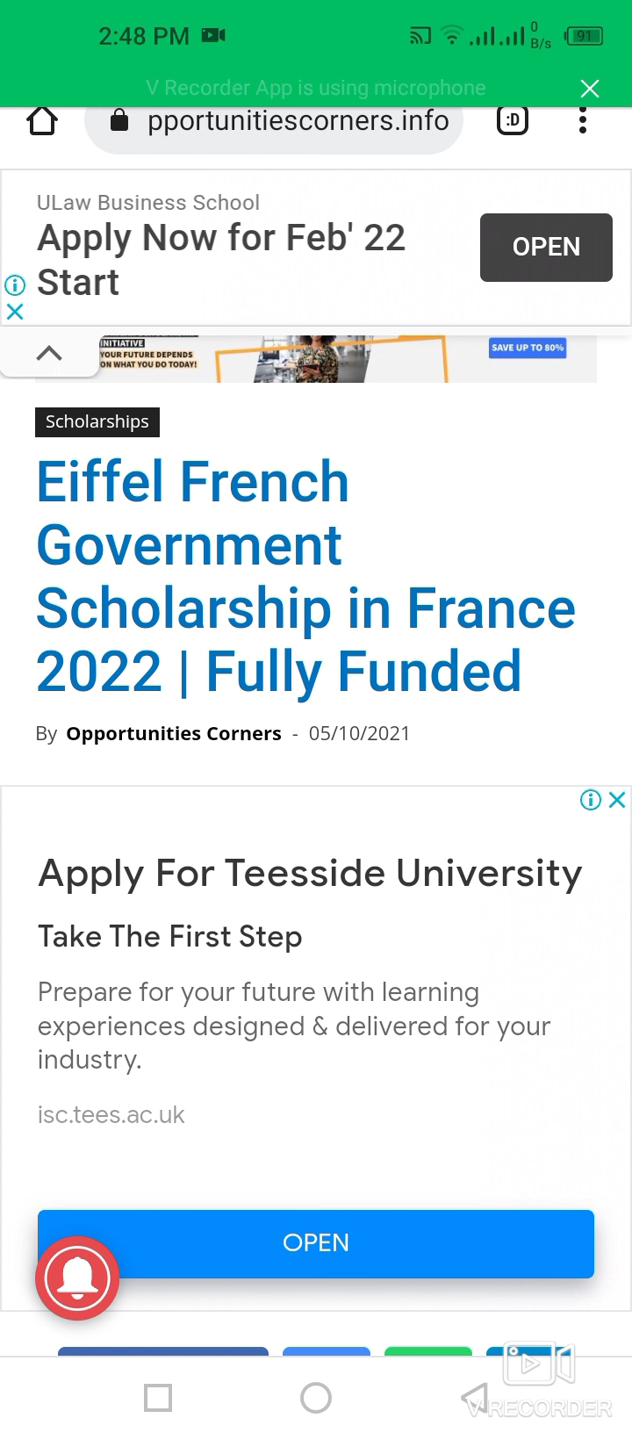 2:48 PM
0
B/s
91
V Recorder App is using microphone
pportunitiescorners.info
:D
ULaw Business School
Apply Now for Feb' 22
Start
OPEN
INITIATIVE
YOUR FUTURE DEPENDS
ON WHAT YOU DO TODAY!
SAVE UP TO 80%
Scholarships
Eiffel French
Government
Scholarship in France
2022 | Fully Funded
By Opportunities Corners - 05/10/2021
Apply For Teesside University
Take The First Step
Prepare for your future with learning
experiences designed & delivered for your
industry.
isc.tees.ac.uk
OPEN
V RECORDER